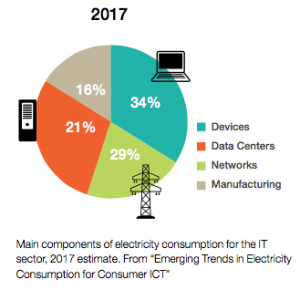 2017
34%
29%
21%
16%
Devices
Data Centers
Networks
Manufacturing
Main components of electricity consumption for the IT
sector, 2017 estimate. From “Emerging Trends in Electricity
Consumption for Consumer ICT”